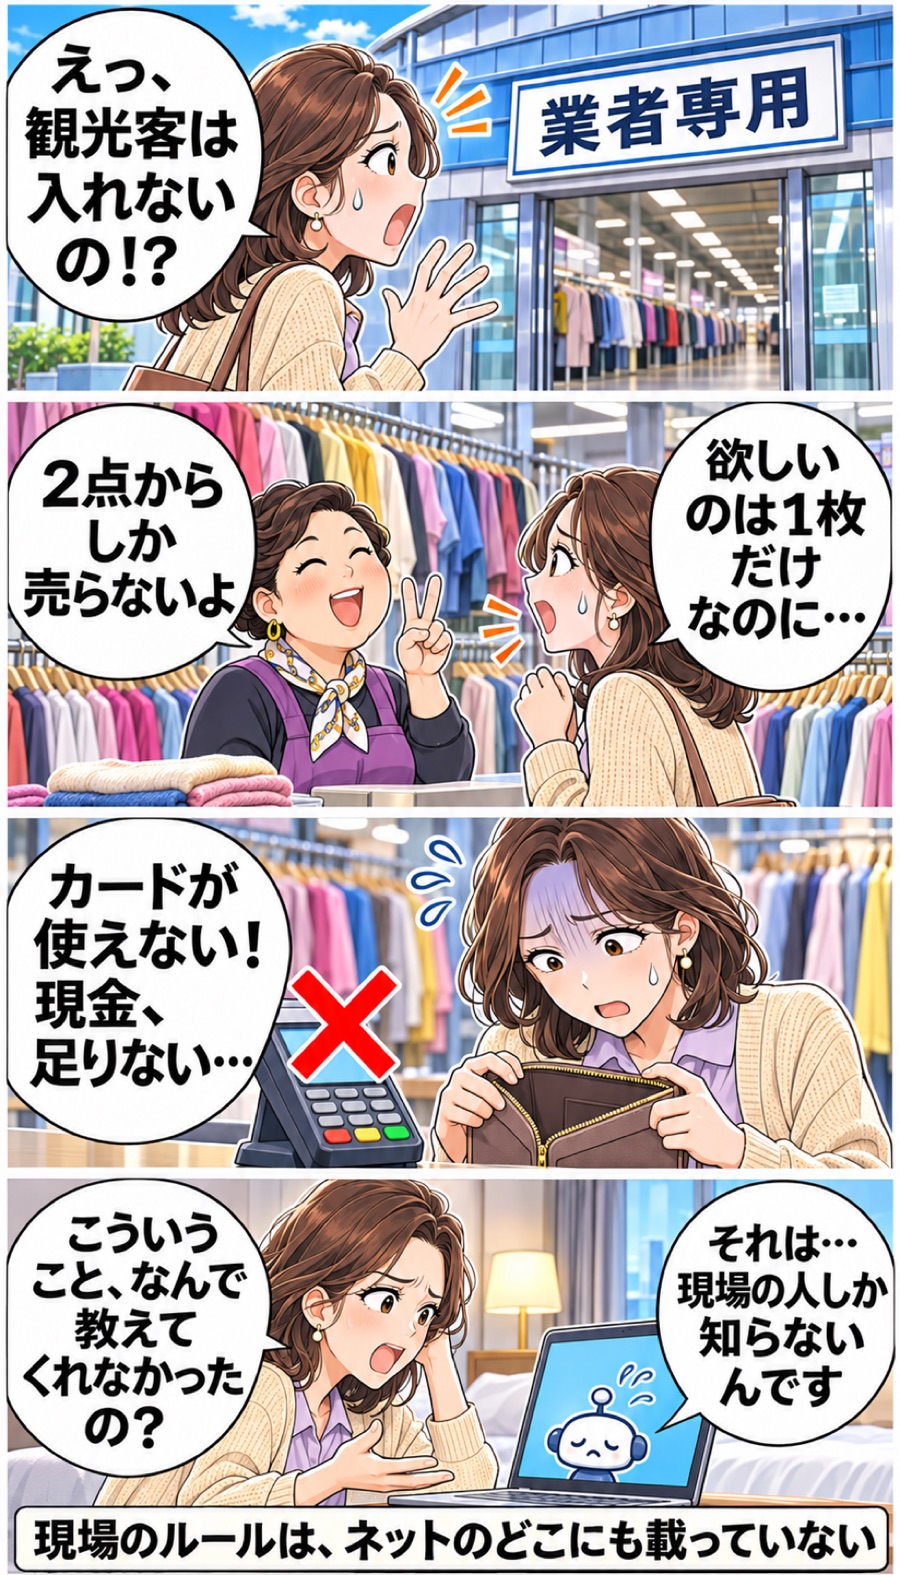 えっ、
観光客は
入れない
の!?
業者専用
2点から
しか
売らないよ
欲しい
のは1枚
だけ
なのに…
カードが
使えない!
現金、
足りない…
こういう
こと、なんで
教えて
くれなかった
の?
それは…
現場の人しか
知らない
んです
現場のルールは、ネットのどこにも載っていない